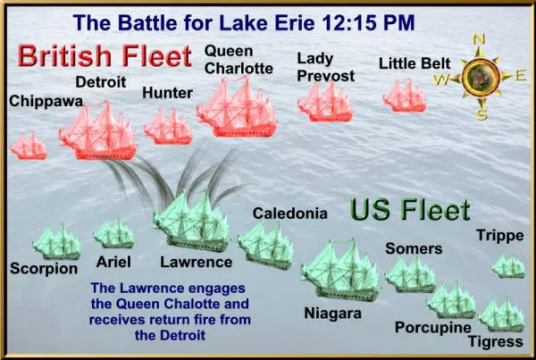 The Battle for Lake Erie 12:15 PM
British Fleet
Queen
Charlotte
Lady
Prevost
Little Belt
Detroit
Hunter
Chippawa
N
W
E
S
US Fleet
Caledonia
Trippe
Somers
Scorpion
Ariel
Lawrence
Niagara
Porcupine
Tigress
The Lawrence engages
the Queen Chalotte and
receives return fire from
the Detroit